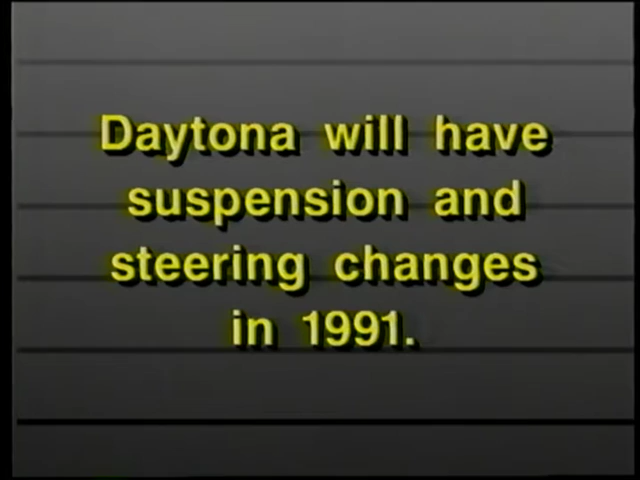 Daytona will have
suspension and
steering changes
in 1991.